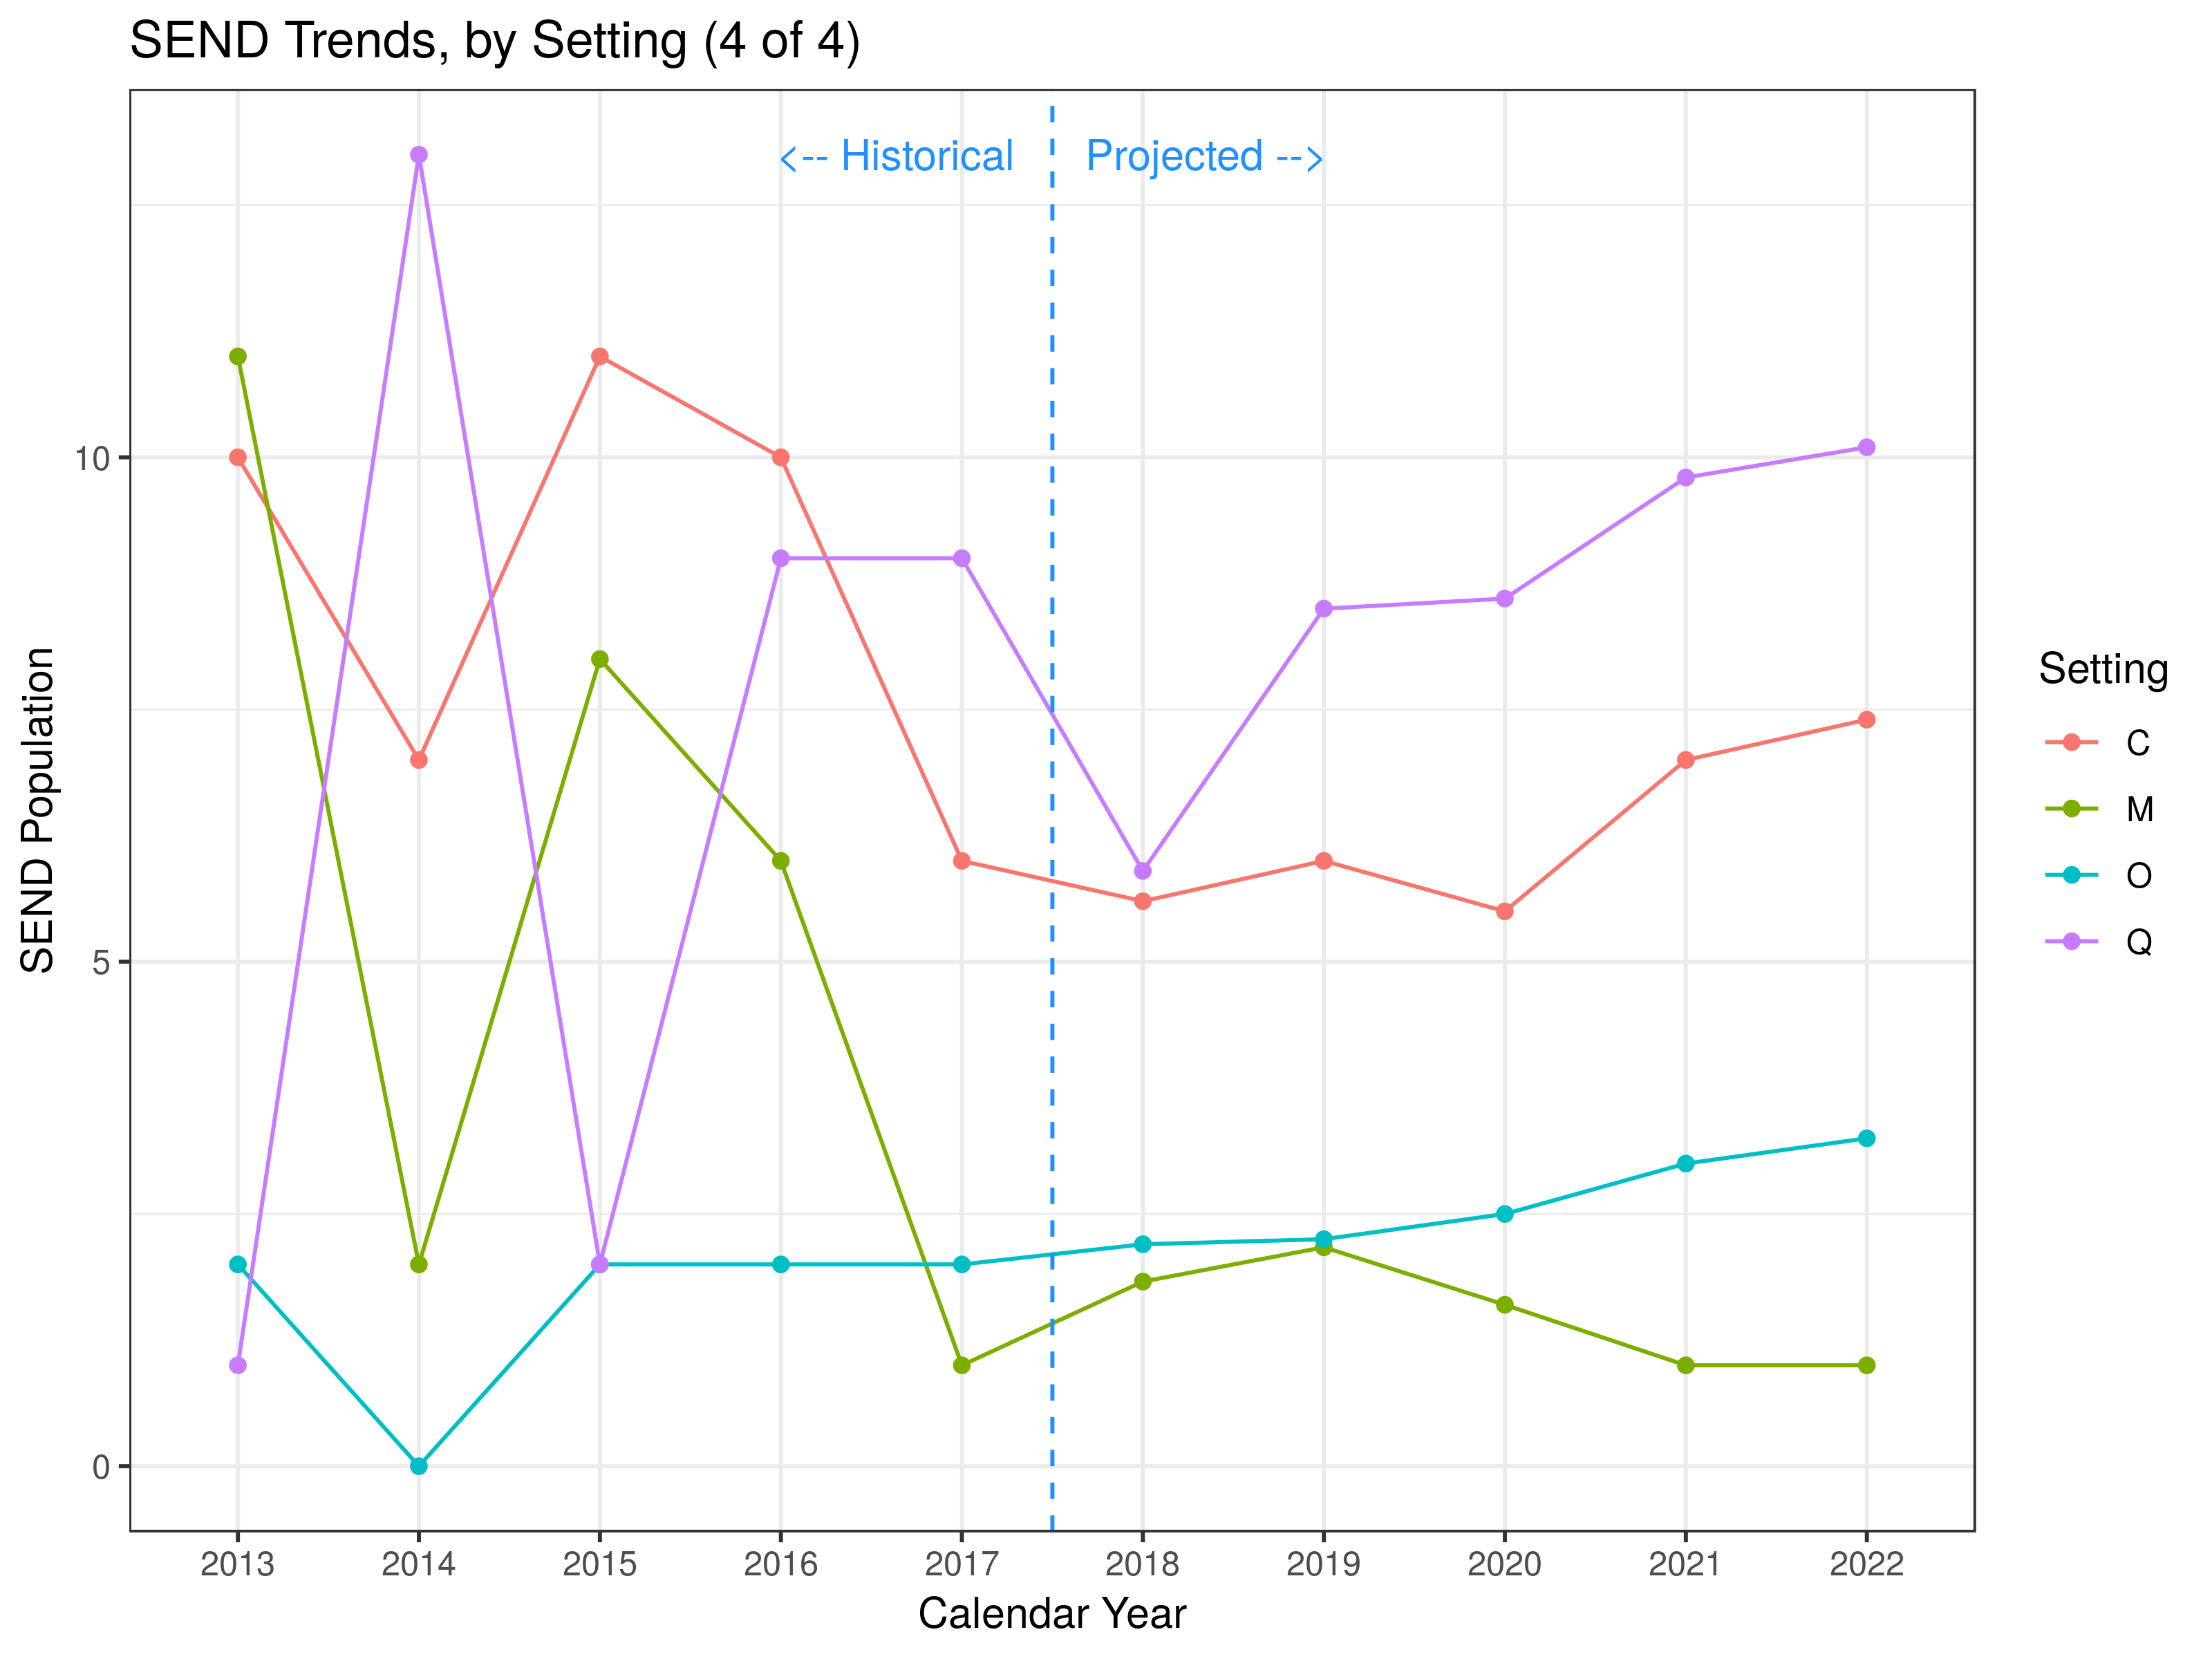 SEND Trends, by Setting (4 of 4)
<-- Historical
Projected -->
10
5
0
SEND Population
2013 2014 2015 2016 2017 2018 2019 2020 2021 2022
Calendar Year
Setting
C
M
O
Q